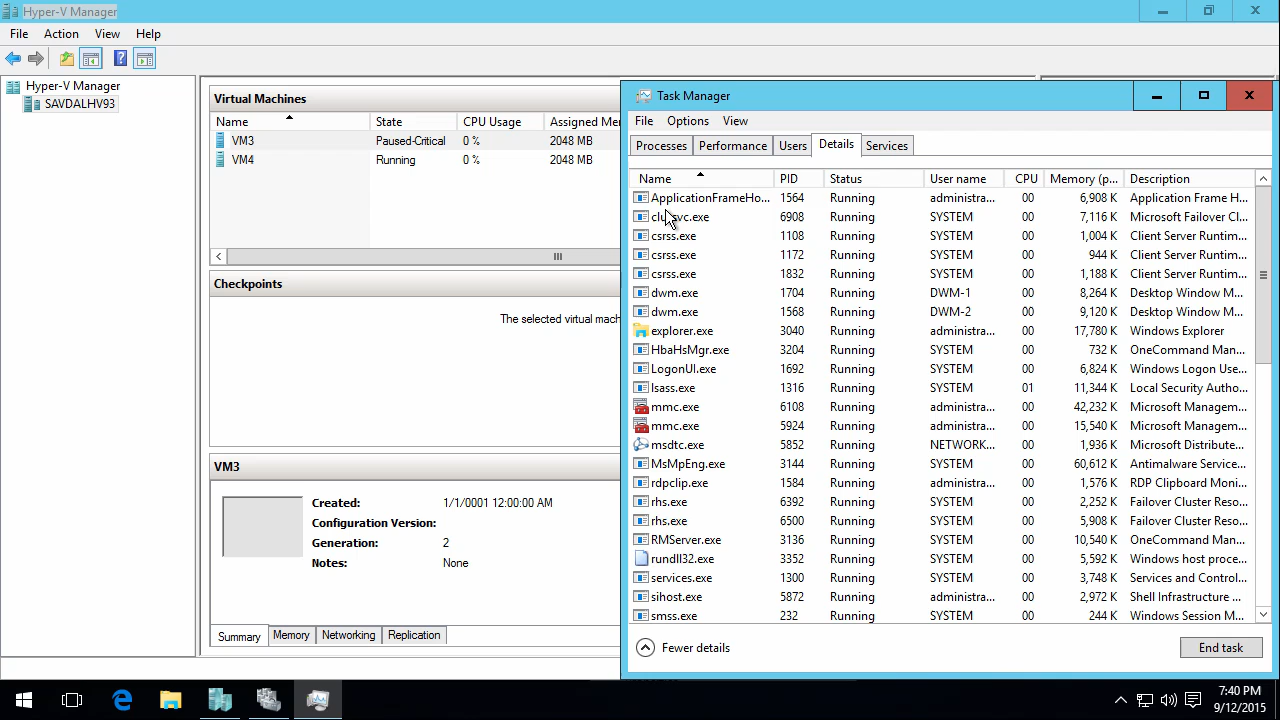 Hyper-V Manager
File Action View Help
Hyper-V Manager
SAVDALHV93
Virtual Machines
Name State CPU Usage Assigned Me
VM3 Paused-Critical 0 % 2048 MB
VM4 Running 0 % 2048 MB
Checkpoints
The selected virtual mach
VM3
Created: 1/1/0001 12:00:00 AM
Configuration Version:
Generation: 2
Notes: None
Summary Memory Networking Replication
Task Manager
File Options View
Processes Performance Users Details Services
Name PID Status User name CPU Memory (p... Description
ApplicationFrameHo... 1564 Running administra... 00 6,908 K Application Frame H...
clussvc.exe 6908 Running SYSTEM 00 7,116 K Microsoft Failover Cl...
csrss.exe 1108 Running SYSTEM 00 1,004 K Client Server Runtim...
csrss.exe 1172 Running SYSTEM 00 944 K Client Server Runtim...
csrss.exe 1832 Running SYSTEM 00 1,188 K Client Server Runtim...
dwm.exe 1704 Running DWM-1 00 8,264 K Desktop Window M...
dwm.exe 1568 Running DWM-2 00 9,120 K Desktop Window M...
explorer.exe 3040 Running administra... 00 17,780 K Windows Explorer
HbaHsMgr.exe 3204 Running SYSTEM 00 732 K OneCommand Man...
LogonUI.exe 1692 Running SYSTEM 00 6,824 K Windows Logon Use...
lsass.exe 1316 Running SYSTEM 01 11,344 K Local Security Autho...
mmc.exe 6108 Running administra... 00 42,232 K Microsoft Managem...
mmc.exe 5924 Running administra... 00 15,540 K Microsoft Managem...
msdtc.exe 5852 Running NETWORK... 00 1,936 K Microsoft Distribute...
MsMpEng.exe 3144 Running SYSTEM 00 60,612 K Antimalware Service...
rdpclip.exe 1584 Running administra... 00 1,576 K RDP Clipboard Moni...
rhs.exe 6392 Running SYSTEM 00 2,252 K Failover Cluster Reso...
rhs.exe 6500 Running SYSTEM 00 5,908 K Failover Cluster Reso...
RMServer.exe 3136 Running SYSTEM 00 10,540 K OneCommand Man...
rundll32.exe 3352 Running SYSTEM 00 5,592 K Windows host proce...
services.exe 1300 Running SYSTEM 00 3,748 K Services and Control...
sihost.exe 5872 Running administra... 00 2,972 K Shell Infrastructure ...
smss.exe 232 Running SYSTEM 00 244 K Windows Session M...
Fewer details End task
7:40 PM
9/12/2015